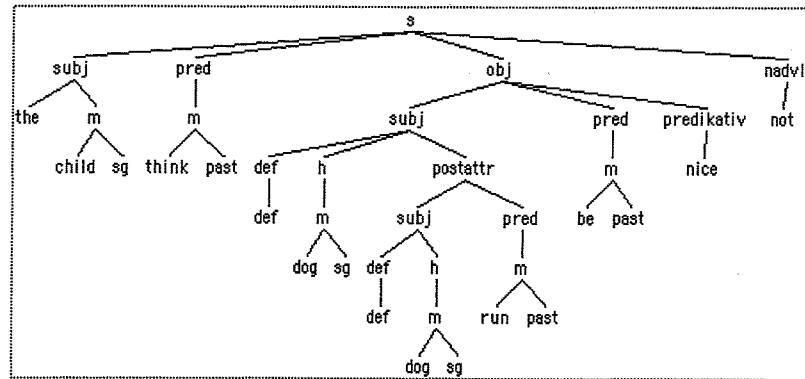 s
subj pred obj nadvl
the m m subj pred predikativ not
child sg think past def h postattr m nice
def m subj pred be past
dog sg def h m
def m run past
dog sg